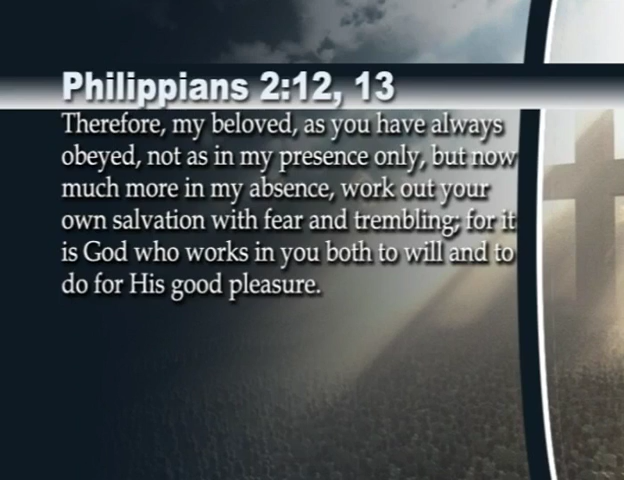 Philippians 2:12, 13
Therefore, my beloved, as you have always
obeyed, not as in my presence only, but now
much more in my absence, work out your
own salvation with fear and trembling; for it
is God who works in you both to will and to
do for His good pleasure.